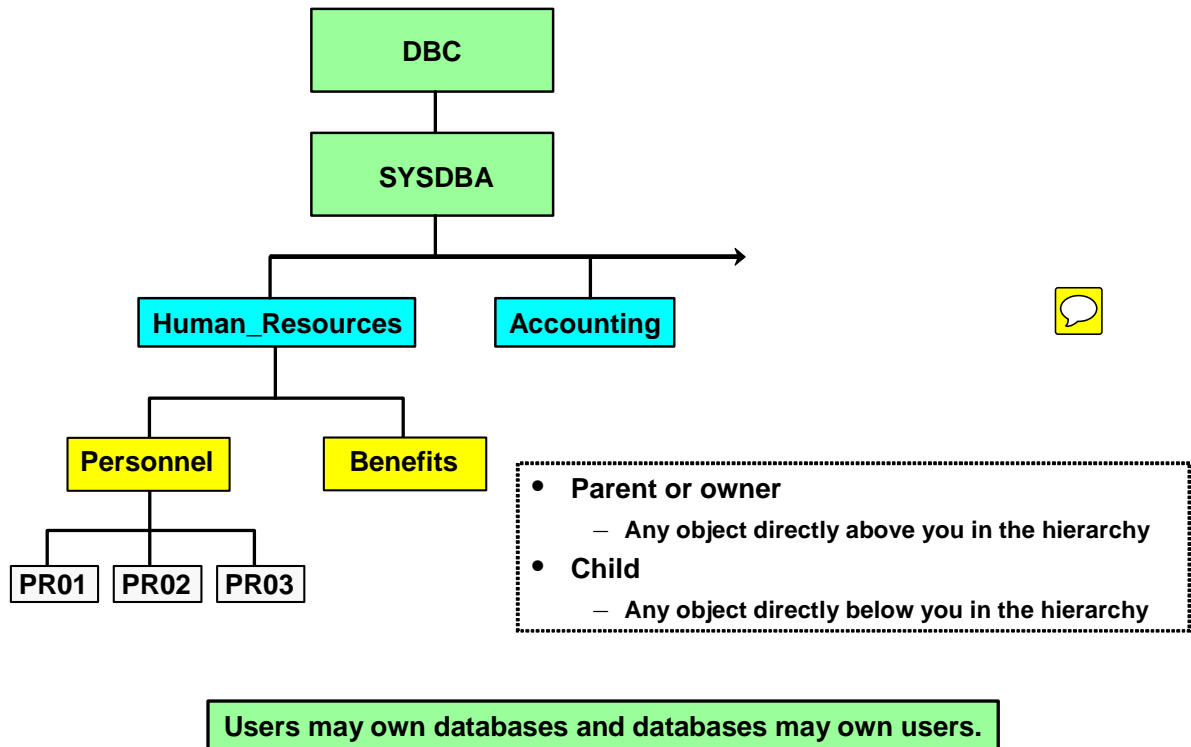 DBC
SYSDBA
Human_Resources
Accounting
Personnel
Benefits
PR01
PR02
PR03
• Parent or owner
– Any object directly above you in the hierarchy
• Child
– Any object directly below you in the hierarchy
Users may own databases and databases may own users.